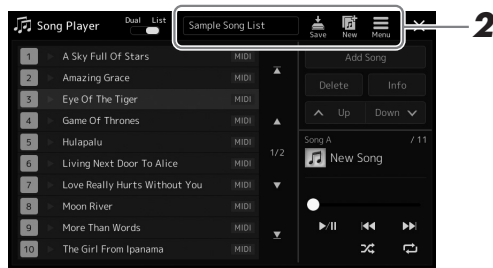 Song Player
Dual List
Sample Song List
Save
New
Menu
2
1 A Sky Full Of Stars MIDI
2 Amazing Grace MIDI
3 Eye Of The Tiger MIDI
4 Game Of Thrones MIDI
5 Hulapalu MIDI
6 Living Next Door To Alice MIDI
7 Love Really Hurts Without You MIDI
8 Moon River MIDI
9 More Than Words MIDI
10 The Girl From Ipanama MIDI
1/2
Add Song
Delete Info
Up Down
Song A / 11
New Song